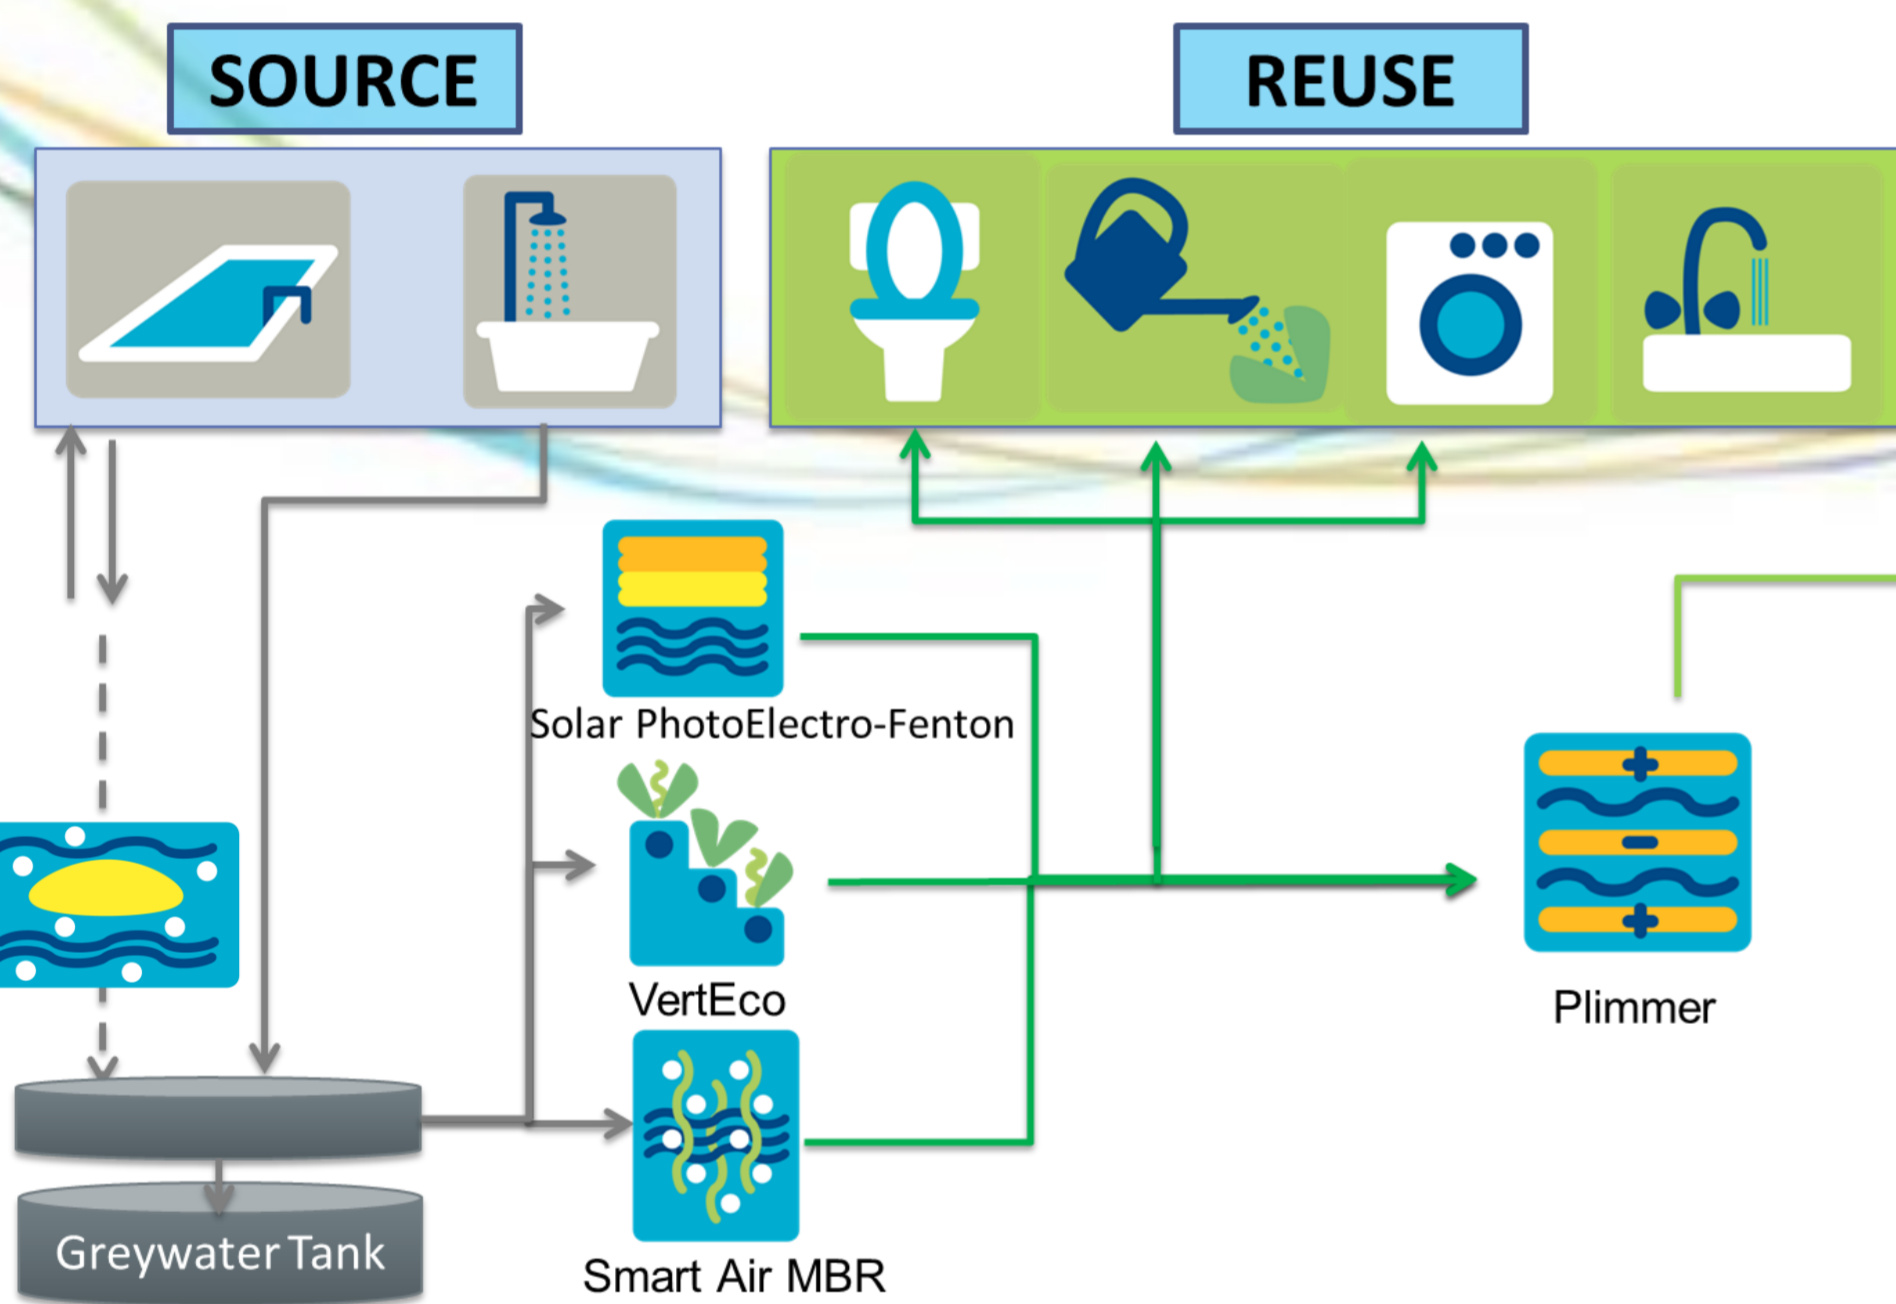 SOURCE
REUSE
Solar PhotoElectro-Fenton
VertEco
Plimmer
Greywater Tank
Smart Air MBR